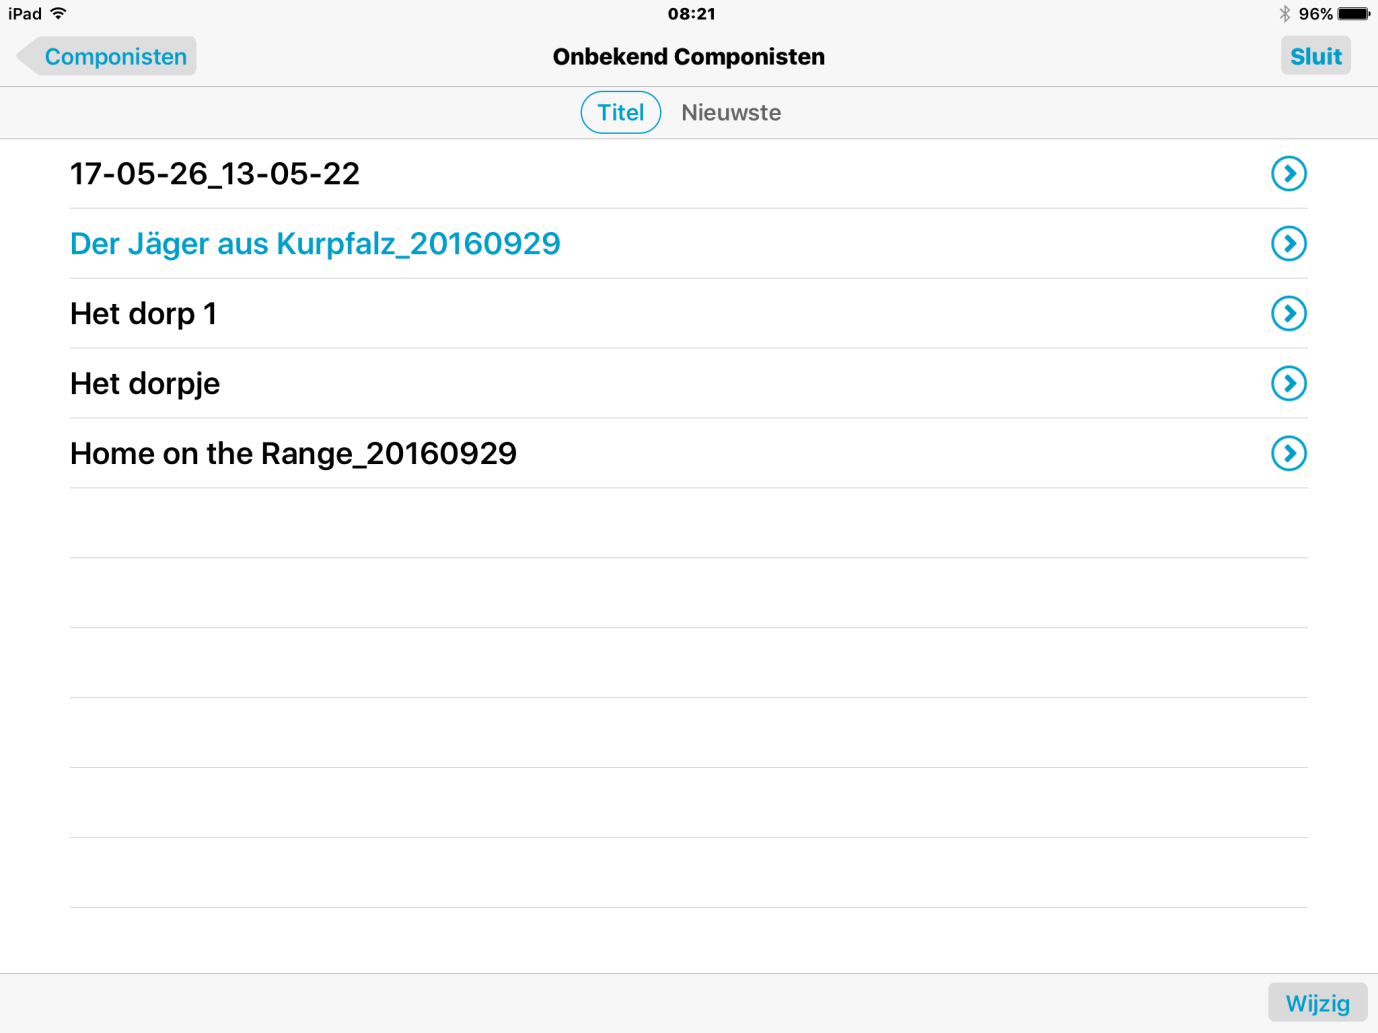 iPad 08:21 96%
Componisten Onbekend Componisten Sluit
Titel Nieuwste
17-05-26_13-05-22
Der Jäger aus Kurpfalz_20160929
Het dorp 1
Het dorpje
Home on the Range_20160929
Wijzig